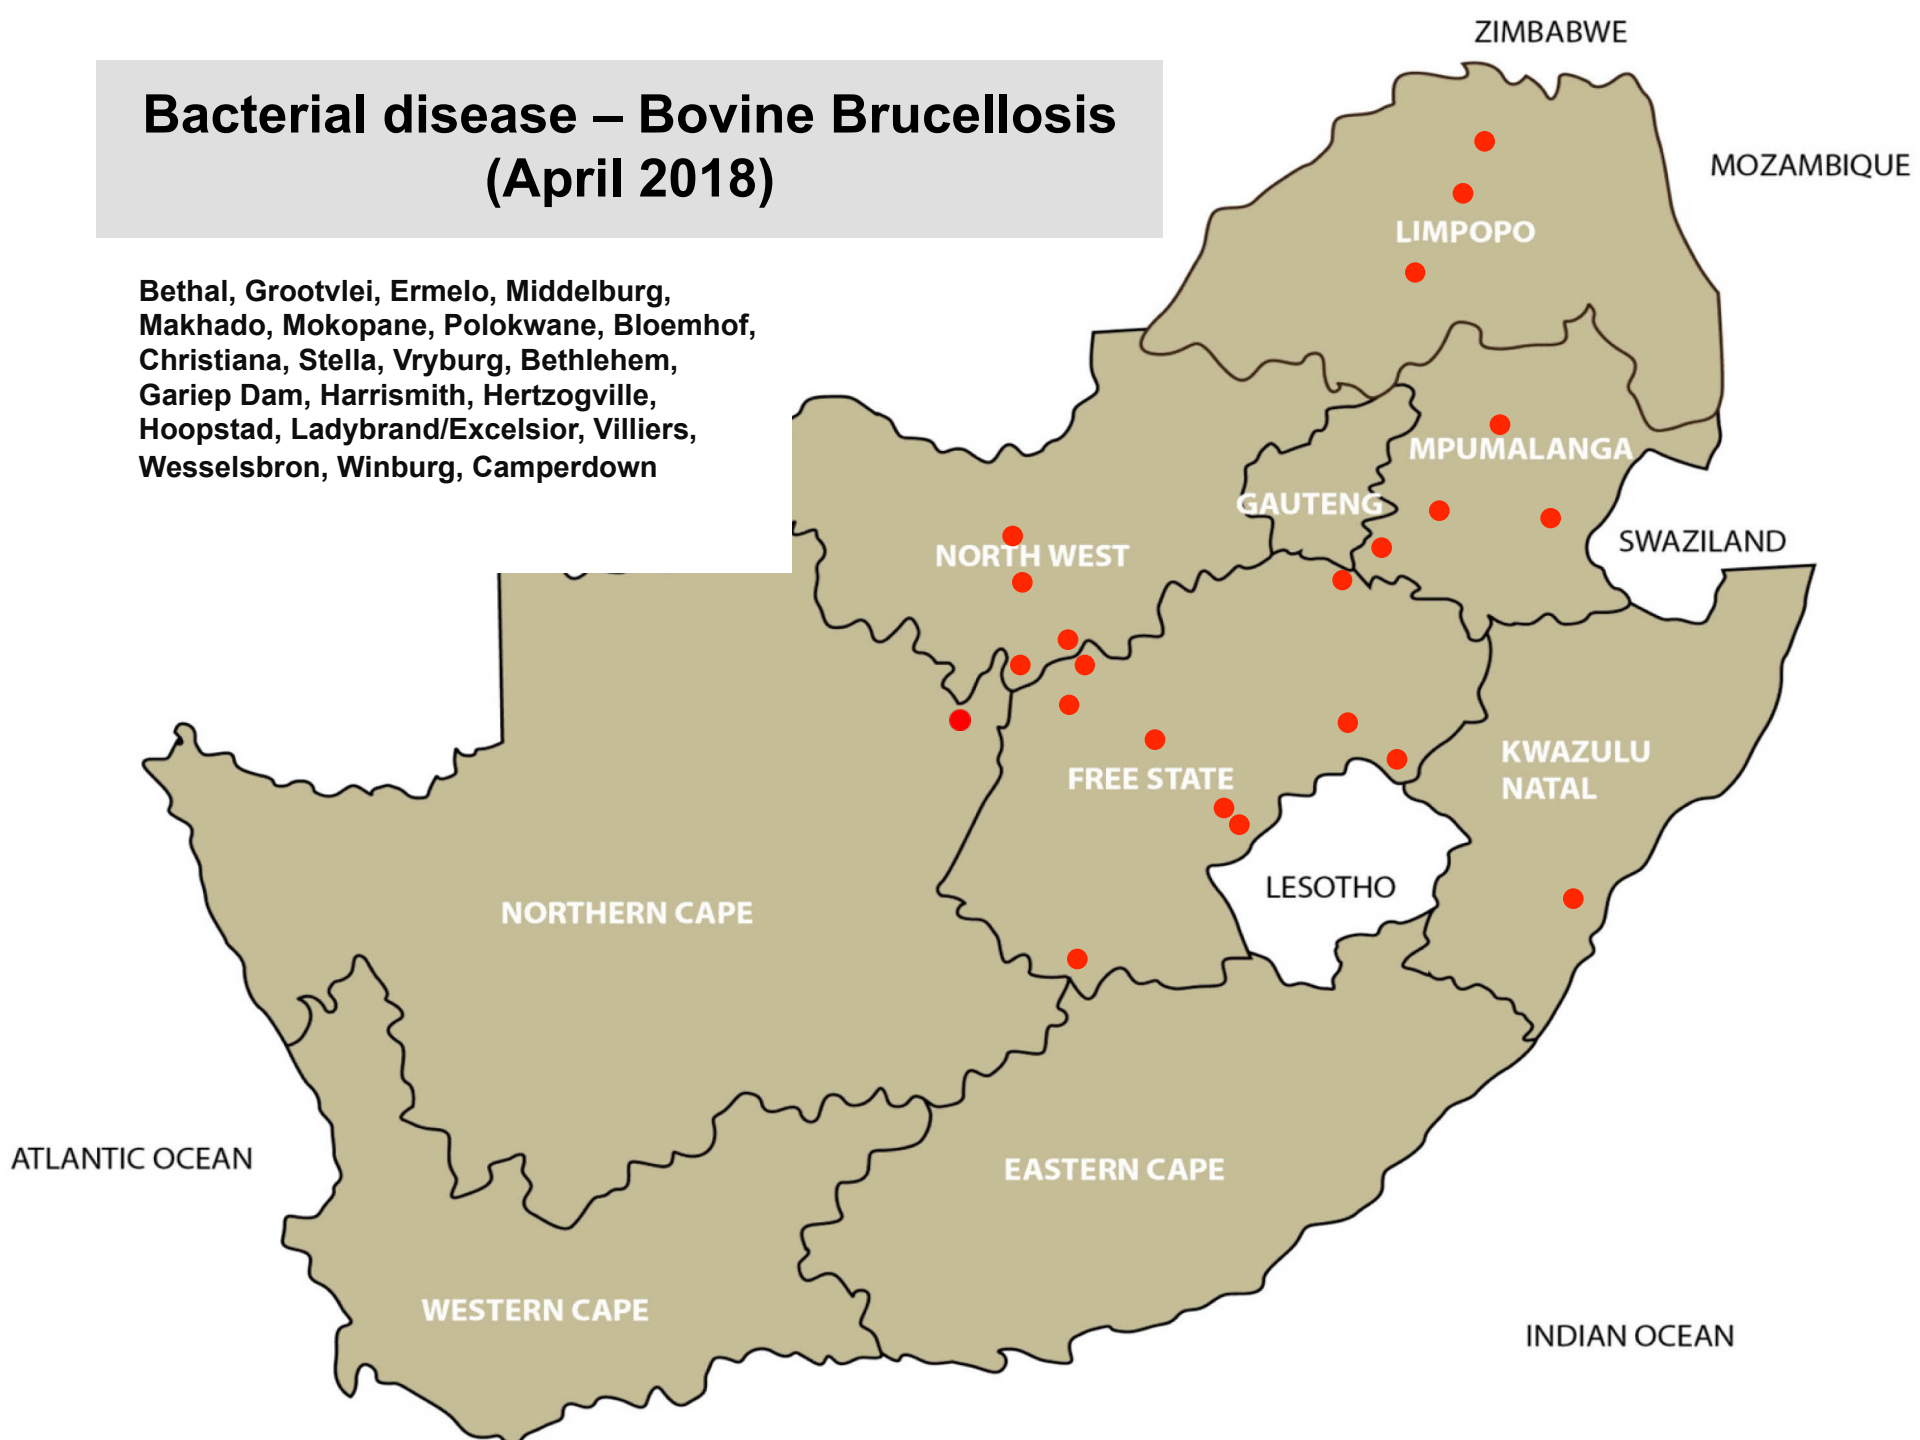 Bacterial disease – Bovine Brucellosis
(April 2018)
Bethal, Grootvlei, Ermelo, Middelburg,
Makhado, Mokopane, Polokwane, Bloemhof,
Christiana, Stella, Vryburg, Bethlehem,
Gariep Dam, Harrismith, Hertzogville,
Hoopstad, Ladybrand/Excelsior, Villiers,
Wesselsbron, Winburg, Camperdown
ZIMBABWE
MOZAMBIQUE
LIMPOPO
MPUMALANGA
GAUTENG
SWAZILAND
NORTH WEST
KWAZULU
NATAL
FREE STATE
LESOTHO
NORTHERN CAPE
ATLANTIC OCEAN
EASTERN CAPE
WESTERN CAPE
INDIAN OCEAN